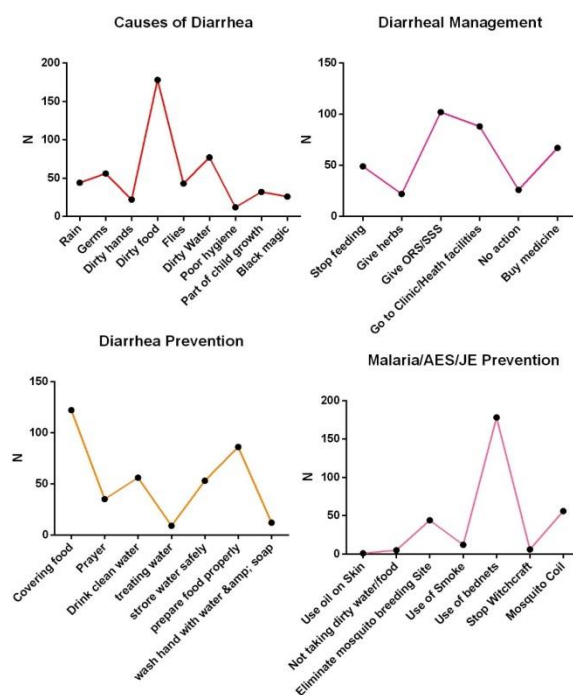 Causes of Diarrhea
200
150
100
50
0
N
Rain
Germs
Dirty hands
Dirty food
Flies
Dirty Water
Poor hygiene
Part of child growth
Black magic
Diarrheal Management
150
100
50
0
N
Stop feeding
Give herbs
Give ORS/SSS
Go to Clinic/Heath facilities
No action
Buy medicine
Diarrhea Prevention
150
100
50
0
N
Covering food
Prayer
Drink clean water
treating water
strore water safely
prepare food properly
wash hand with water &amp; soap
Malaria/AES/JE Prevention
200
150
100
50
0
N
Use oil on Skin
Not taking dirty water/food
Eliminate mosquito breeding Site
Use of Smoke
Use of bednets
Stop Witchcraft
Mosquito Coil